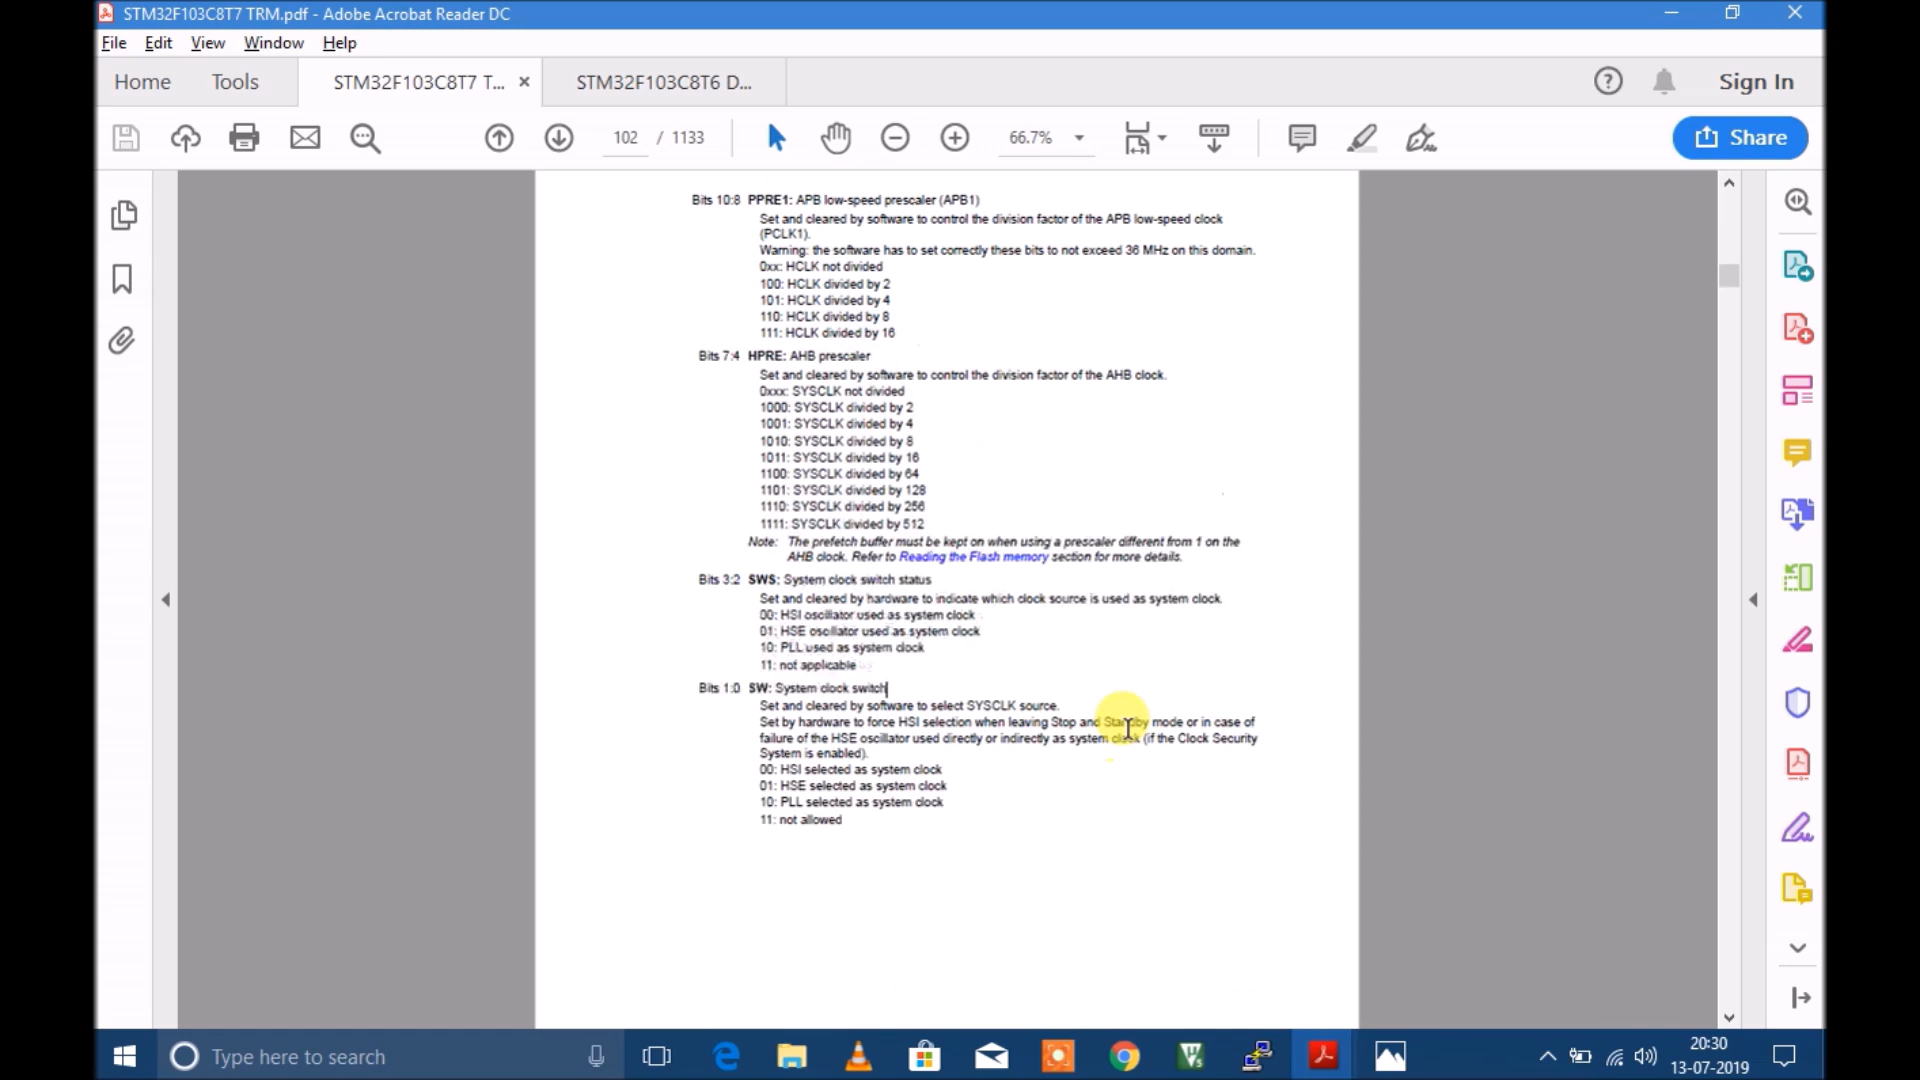 STM32F103C8T7 TRM.pdf - Adobe Acrobat Reader DC
File Edit View Window Help
Home Tools STM32F103C8T7 T... × STM32F103C8T6 D... Sign In
102 / 1133 66.7% Share
Bits 10:8 PPRE1: APB low-speed prescaler (APB1)
Set and cleared by software to control the division factor of the APB low-speed clock
(PCLK1).
Warning: the software has to set correctly these bits to not exceed 36 MHz on this domain.
0xx: HCLK not divided
100: HCLK divided by 2
101: HCLK divided by 4
110: HCLK divided by 8
111: HCLK divided by 16
Bits 7:4 HPRE: AHB prescaler
Set and cleared by software to control the division factor of the AHB clock.
0xxx: SYSCLK not divided
1000: SYSCLK divided by 2
1001: SYSCLK divided by 4
1010: SYSCLK divided by 8
1011: SYSCLK divided by 16
1100: SYSCLK divided by 64
1101: SYSCLK divided by 128
1110: SYSCLK divided by 256
1111: SYSCLK divided by 512
Note: The prefetch buffer must be kept on when using a prescaler different from 1 on the
AHB clock. Refer to Reading the Flash memory section for more details.
Bits 3:2 SWS: System clock switch status
Set and cleared by hardware to indicate which clock source is used as system clock.
00: HSI oscillator used as system clock
01: HSE oscillator used as system clock
10: PLL used as system clock
11: not applicable
Bits 1:0 SW: System clock switch
Set and cleared by software to select SYSCLK source.
Set by hardware to force HSI selection when leaving Stop and Standby mode or in case of
failure of the HSE oscillator used directly or indirectly as system clock (if the Clock Security
System is enabled).
00: HSI selected as system clock
01: HSE selected as system clock
10: PLL selected as system clock
11: not allowed
Type here to search
20:30
13-07-2019